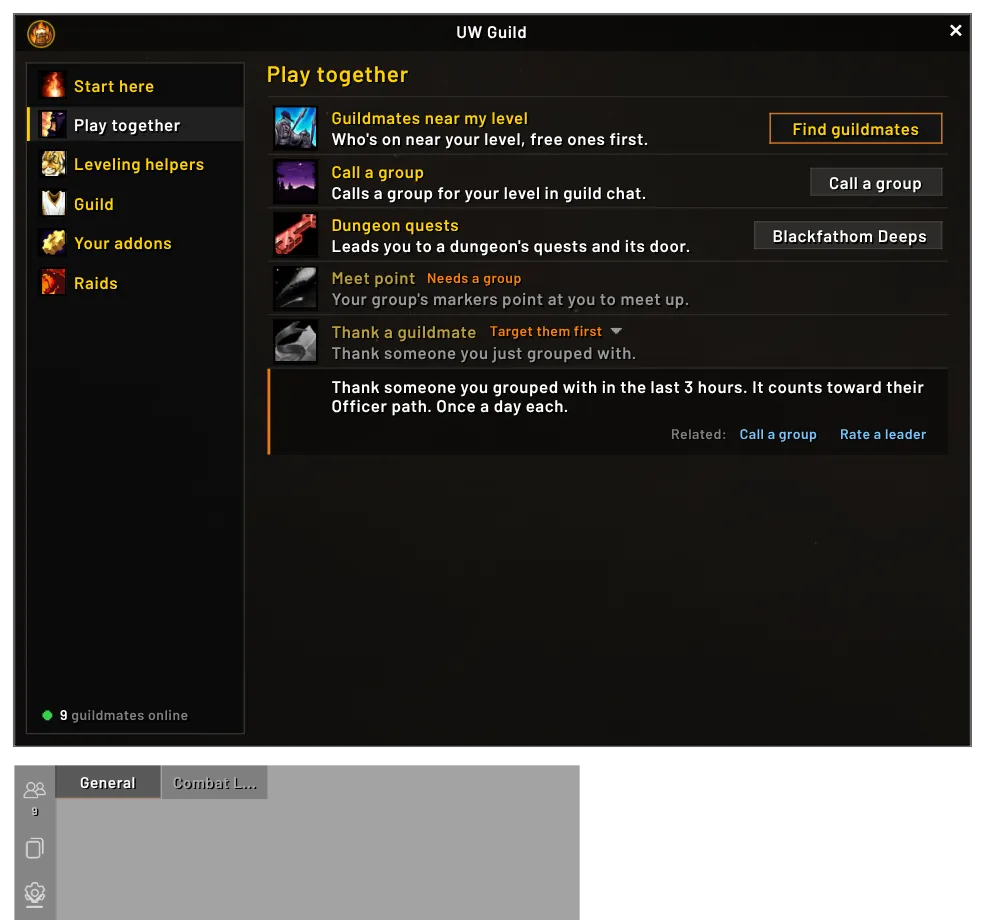 UW Guild
Start here
Play together
Leveling helpers
Guild
Your addons
Raids
9 guildmates online
Play together
Guildmates near my level
Who's on near your level, free ones first.
Find guildmates
Call a group
Calls a group for your level in guild chat.
Call a group
Dungeon quests
Leads you to a dungeon's quests and its door.
Blackfathom Deeps
Meet point Needs a group
Your group's markers point at you to meet up.
Thank a guildmate Target them first
Thank someone you just grouped with.
Thank someone you grouped with in the last 3 hours. It counts toward their
Officer path. Once a day each.
Related: Call a group Rate a leader
General Combat L...
9